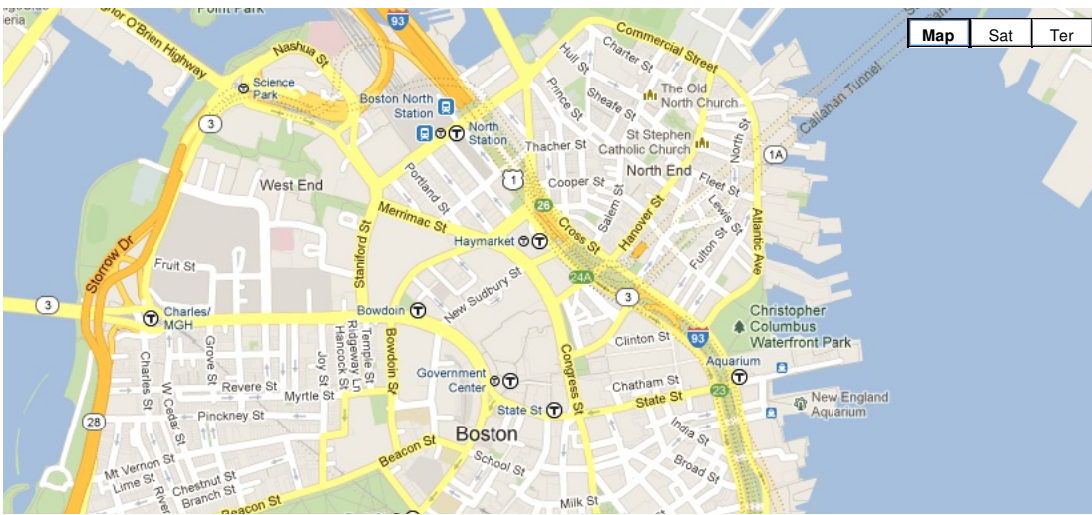 Point Park
nor O'Brien Highway
Nashua St
93
Science
Park
Boston North
Station
North
Station
3
Commercial Street
Charter St
Hull St
Prince St
Sheafe St
The Old
North Church
St Stephen
Catholic Church
North End
Thacher St
Cooper St
Salem St
Hanover St
Fleet St
Lewis St
Fulton St
North St
1A
Callahan Tunnel
Map
Sat
Ter
West End
Portland St
1
26
Merrimac St
Haymarket
Cross St
24A
3
Atlantic Ave
Storrow Dr
Fruit St
Staniford St
3
Charles/
MGH
Bowdoin
New Sudbury St
Christopher
Columbus
Waterfront Park
93
Clinton St
Aquarium
Charles St
W Cedar St
Grove St
Revere St
Joy St
Hancock St
Ridgeway Ln
Temple St
Bowdoin St
Myrtle St
Government
Center
Congress St
Chatham St
State St
23
New England
Aquarium
28
Pinckney St
State St
Boston
Beacon St
India St
Broad St
Mt Vernon St
Lime St
Chestnut St
Branch St
River
School St
Milk St
Beacon St